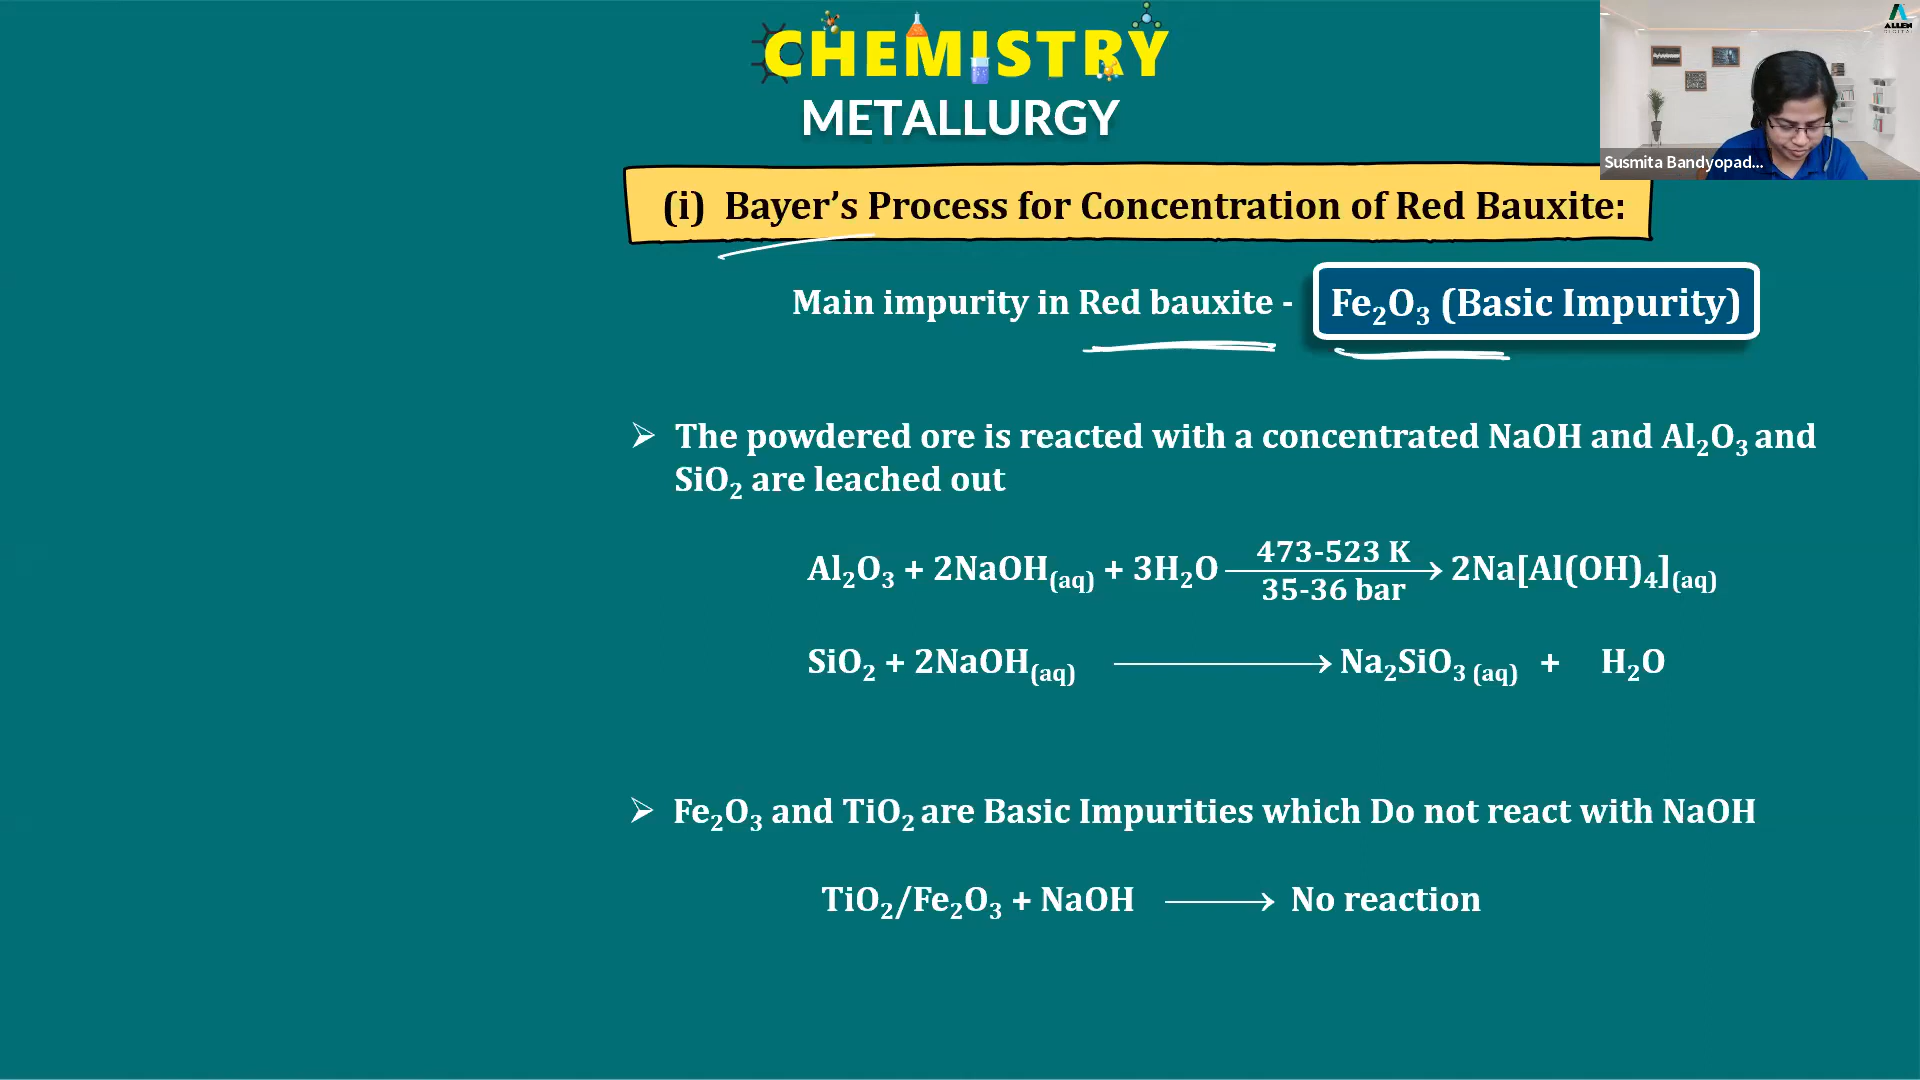 CHEMISTRY
METALLURGY
ALLEN
DIGITAL
Susmita Bandyopad...
(i) Bayer’s Process for Concentration of Red Bauxite:
Main impurity in Red bauxite - Fe₂O₃ (Basic Impurity)
➢ The powdered ore is reacted with a concentrated NaOH and Al₂O₃ and
SiO₂ are leached out
Al₂O₃ + 2NaOH(aq) + 3H₂O 473-523 K 35-36 bar → 2Na[Al(OH)₄](aq)
SiO₂ + 2NaOH(aq) → Na₂SiO₃ (aq) + H₂O
➢ Fe₂O₃ and TiO₂ are Basic Impurities which Do not react with NaOH
TiO₂/Fe₂O₃ + NaOH → No reaction